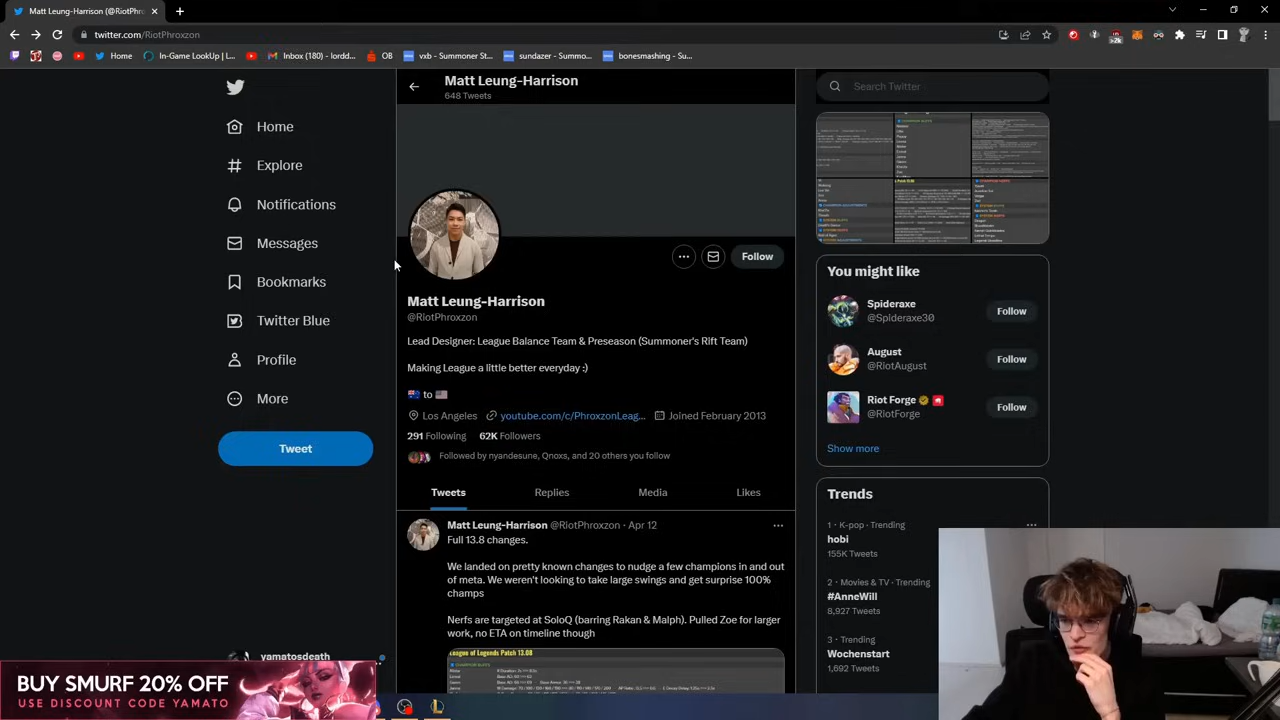 Matt Leung-Harrison (@RiotPhr
twitter.com/RiotPhroxzon
Home
In-Game LookUp | L...
Inbox (180) - lordd...
OB
vxb - Summoner St...
sundazer - Summo...
bonesmashing - Su...
Matt Leung-Harrison
648 Tweets
Search Twitter
Home
Explore
Notifications
Messages
Bookmarks
Twitter Blue
Profile
More
Tweet
Follow
Matt Leung-Harrison
@RiotPhroxzon
Lead Designer: League Balance Team & Preseason (Summoner's Rift Team)
Making League a little better everyday :)
to
Los Angeles
youtube.com/c/PhroxzonLeag...
Joined February 2013
291 Following
62K Followers
Followed by nyandesune, Qnoxs, and 20 others you follow
Tweets
Replies
Media
Likes
Matt Leung-Harrison @RiotPhroxzon · Apr 12
Full 13.8 changes.
We landed on pretty known changes to nudge a few champions in and out
of meta. We weren't looking to take large swings and get surprise 100%
champs
Nerfs are targeted at SoloQ (barring Rakan & Malph). Pulled Zoe for larger
work, no ETA on timeline though
League of Legends Patch 13.08
You might like
Spideraxe
@Spideraxe30
Follow
August
@RiotAugust
Follow
Riot Forge
@RiotForge
Follow
Show more
Trends
1 · K-pop · Trending
hobi
155K Tweets
2 · Movies & TV · Trending
#AnneWill
8,927 Tweets
3 · Trending
Wochenstart
1,692 Tweets
yamatosdeath
BUY SMURF 20% OFF
USE DISCOUNT CODE YAMATO